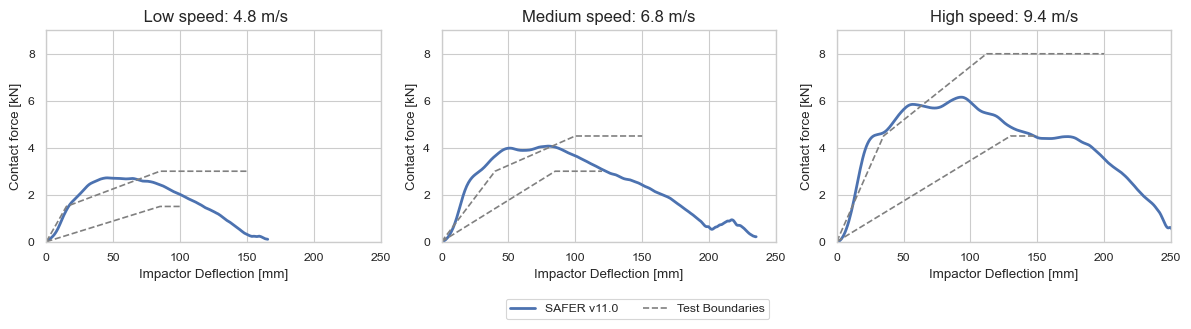 Low speed: 4.8 m/s
Contact force [kN]
8
6
4
2
0
0 50 100 150 200 250
Impactor Deflection [mm]
Medium speed: 6.8 m/s
Contact force [kN]
8
6
4
2
0
0 50 100 150 200 250
Impactor Deflection [mm]
High speed: 9.4 m/s
Contact force [kN]
8
6
4
2
0
0 50 100 150 200 250
Impactor Deflection [mm]
SAFER v11.0
Test Boundaries